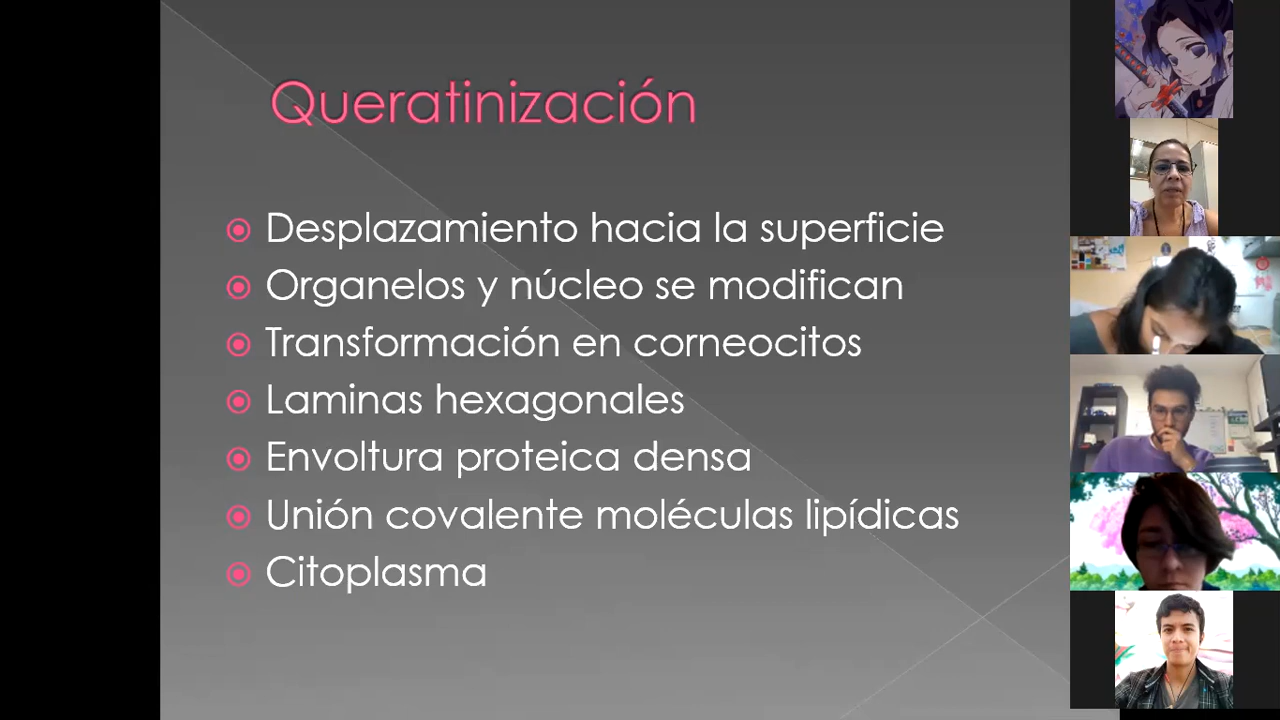 Queratinización
Desplazamiento hacia la superficie
Organelos y núcleo se modifican
Transformación en corneocitos
Laminas hexagonales
Envoltura proteica densa
Unión covalente moléculas lipídicas
Citoplasma